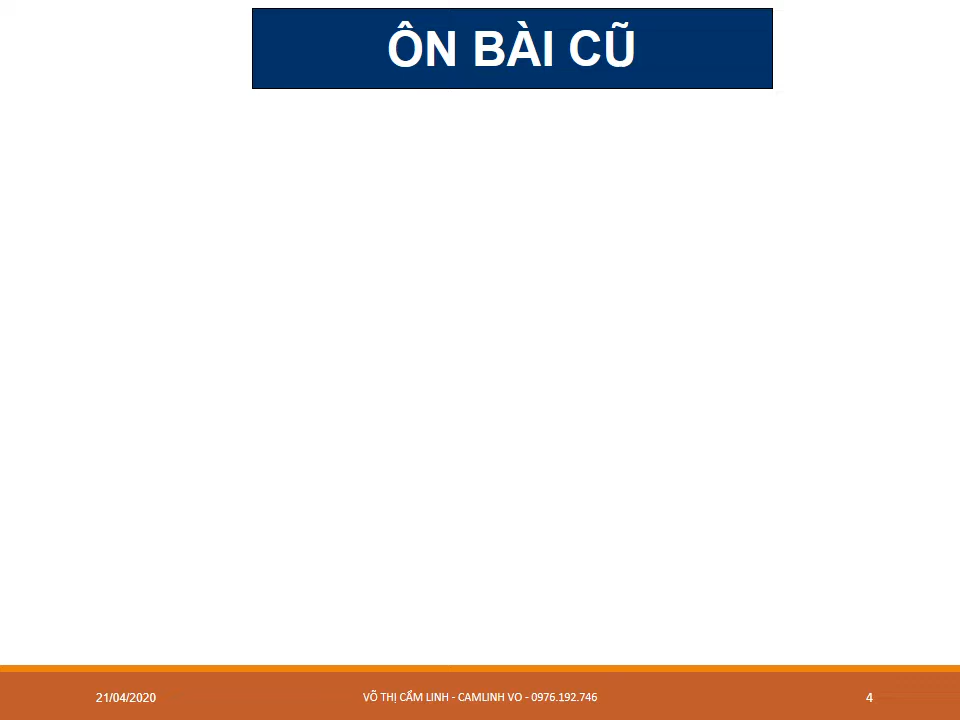 ÔN BÀI CŨ
21/04/2020
VÕ THỊ CẨM LINH - CAMLINH VO - 0976.192.746
4